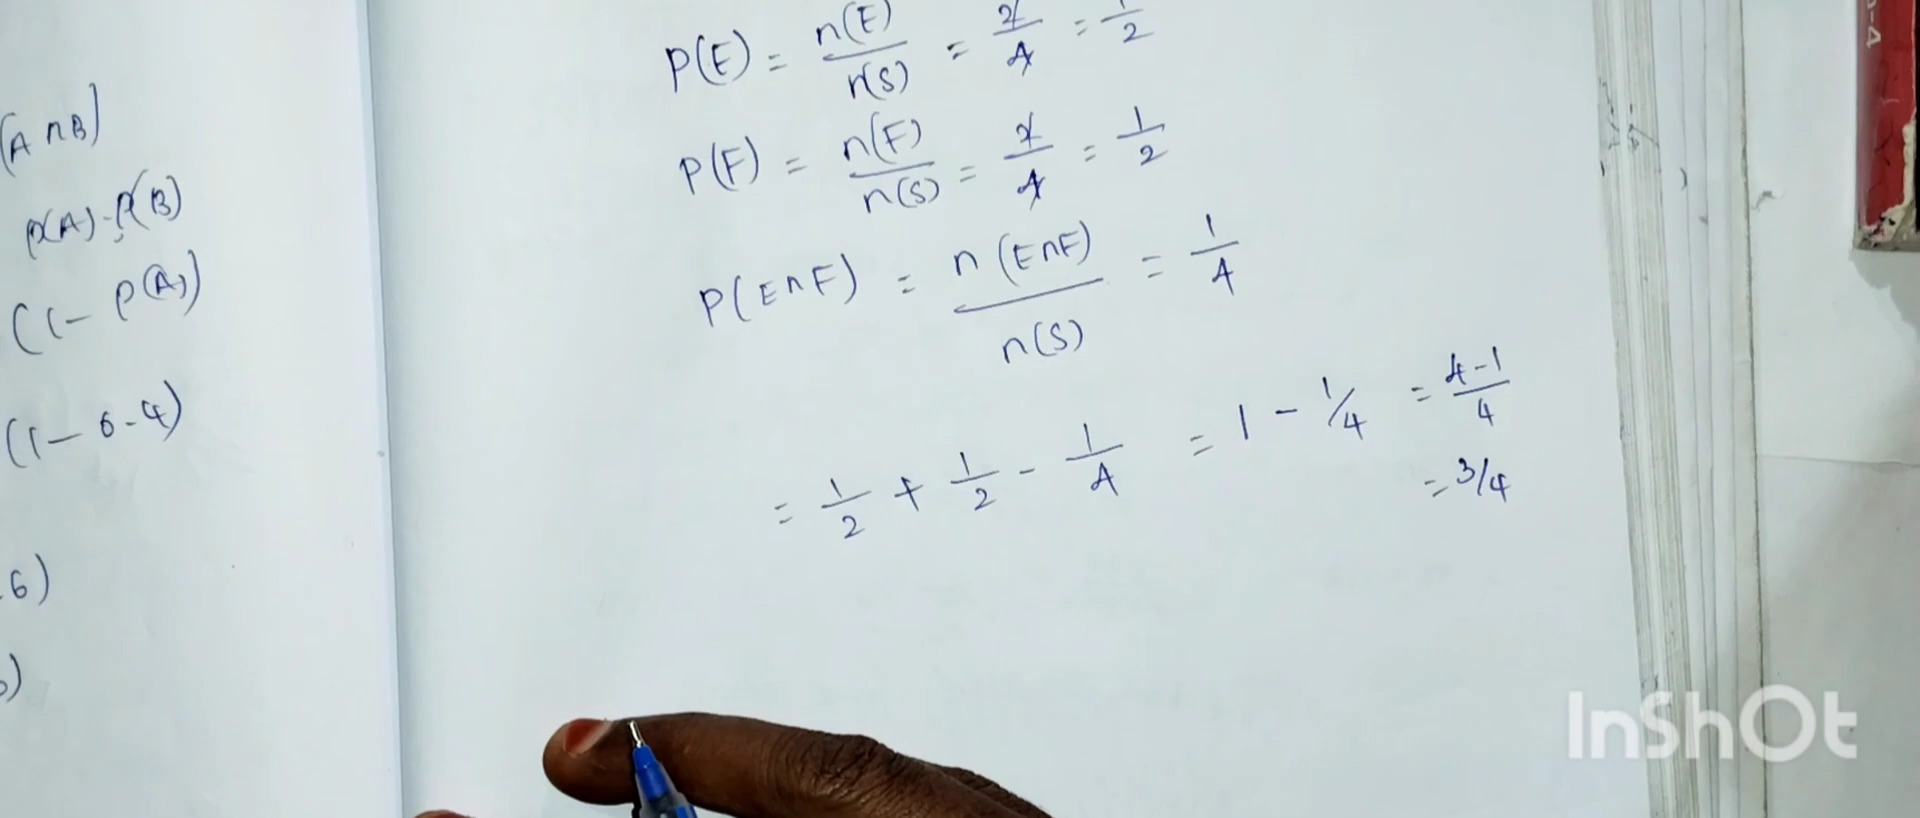 ∩B)
P(A)·P(B)
(1 - P(A))
(1 - 0.4)
.6)
P(E) = n(E)/n(S) = 2/4 = 1/2
P(F) = n(F)/n(S) = 2/4 = 1/2
P(E∩F) = n(E∩F)/n(S) = 1/4
= 1/2 + 1/2 - 1/4 = 1 - 1/4 = 4-1/4
= 3/4
InShOt